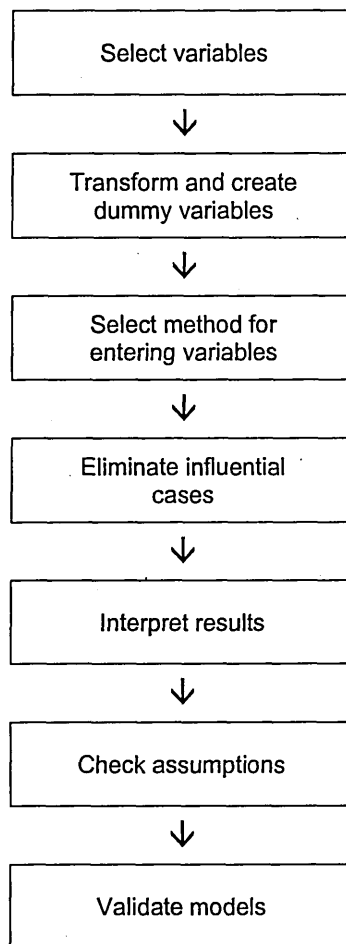 Select variables
Transform and create
dummy variables
Select method for
entering variables
Eliminate influential
cases
Interpret results
Check assumptions
Validate models